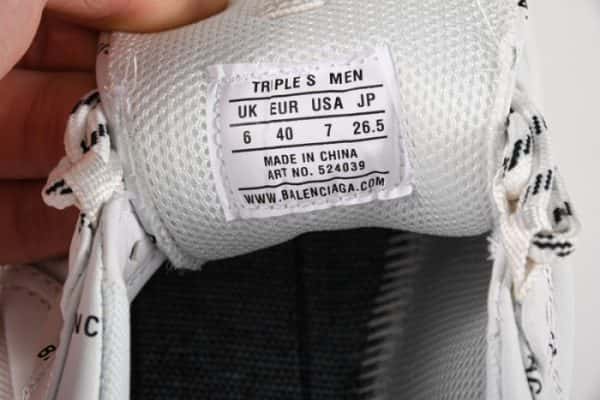 TRIPLE S MEN
UK EUR USA JP
6 40 7 26.5
MADE IN CHINA
ART NO. 524039
WWW.BALENCIAGA.COM
NC
B